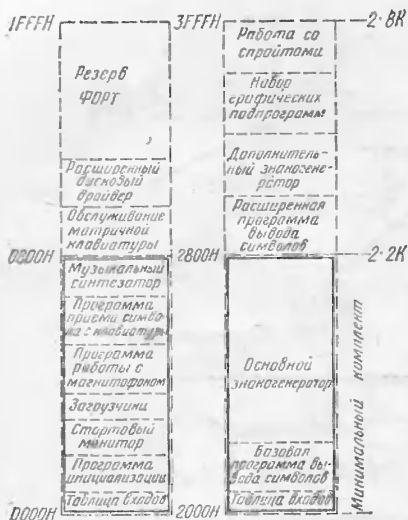 1FFFH
Резерв
ФОРТ
Расширенный
дисковый
драйвер
Обслуживание
матричной
клавиатуры
0800H
Музыкальный
синтезатор
Программа
приема симво-
ла с клавиатуры
Программа
работы с
магнитофоном
Загрузчики
Стартовый
монитор
Программа
инициализации
Таблица входов
0000H
3FFFH
2·8К
Работа со
спрайтами
Набор
графических
подпрограмм
Дополнитель-
ный знакогене-
ратор
Расширенная
программа
вывода
символов
2800H
2·2К
Основной
знакогенератор
Базовая
программа вы-
вода символов
Таблица входов
2000H
Минимальный комплект